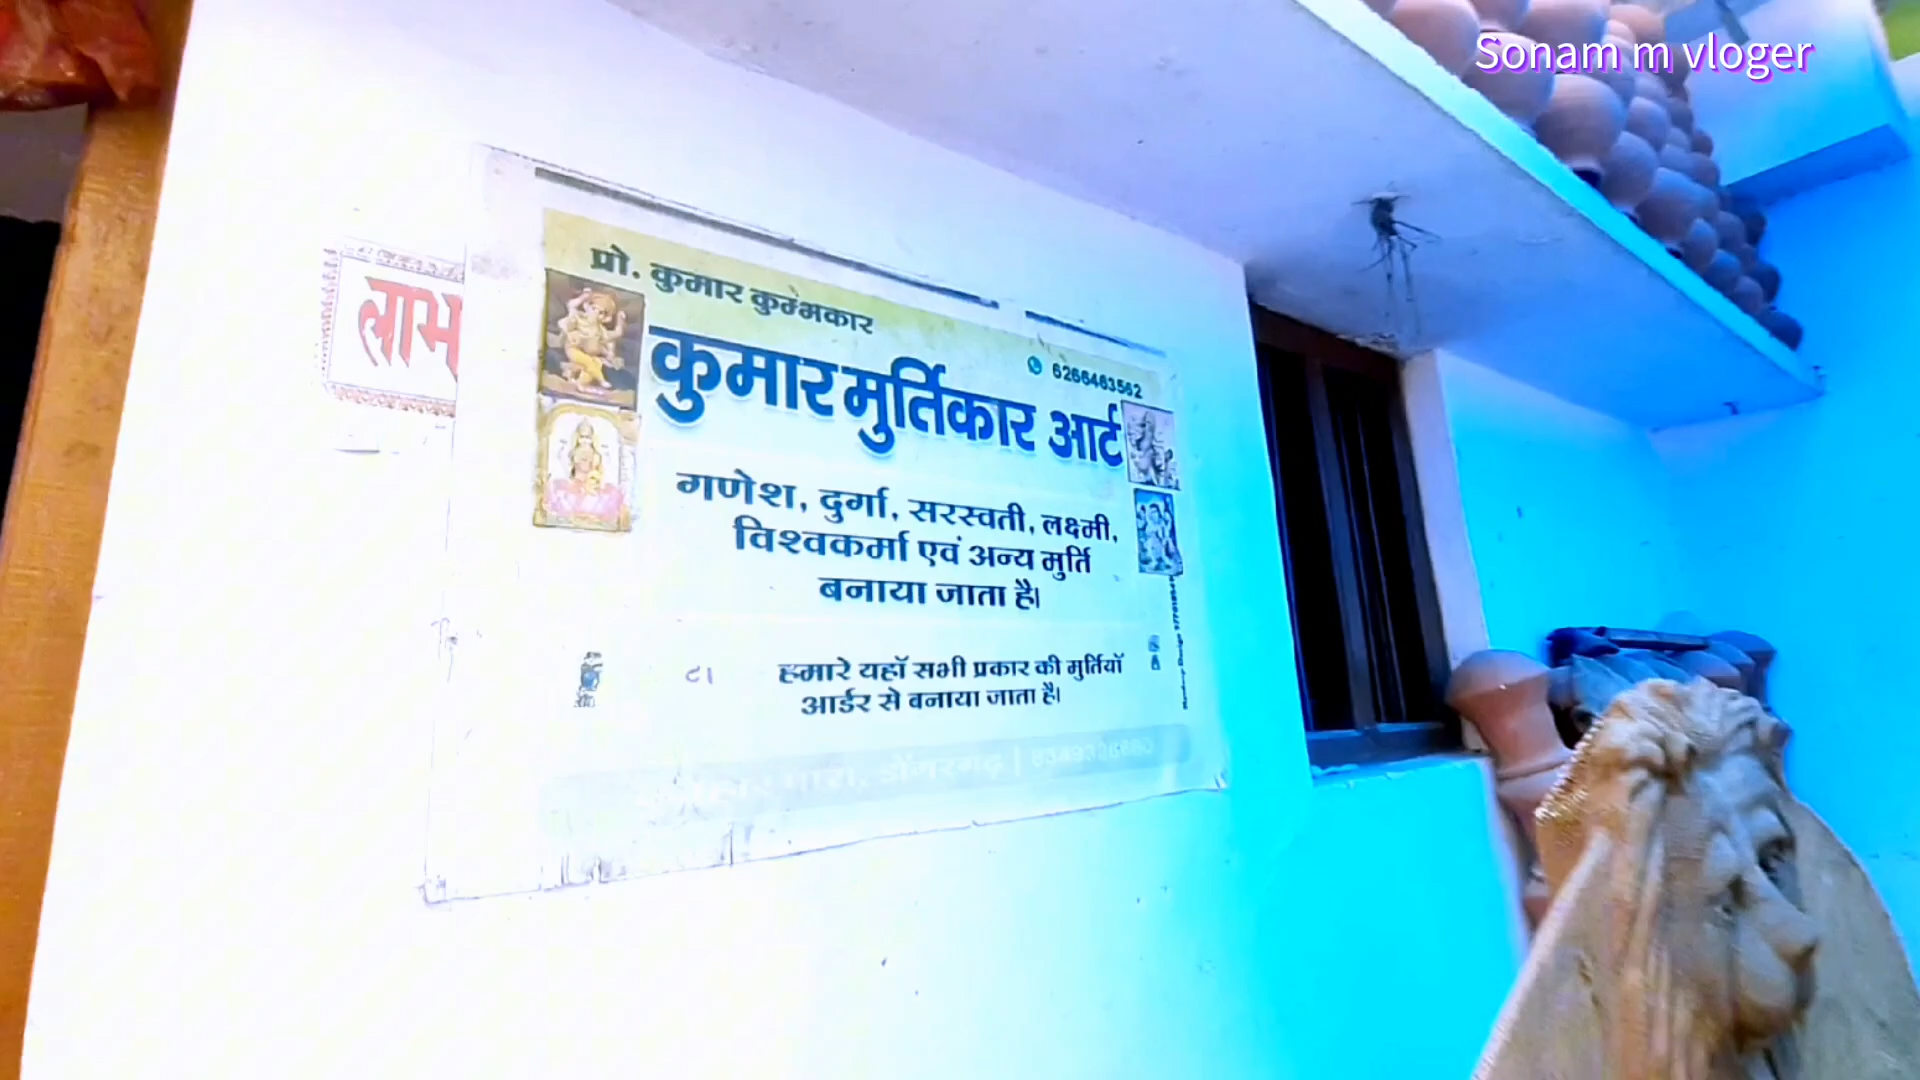 Sonam m vloger
लाभ
प्रो. कुमार कुम्भकार
6266463562
कुमार मुर्तिकार आर्ट
गणेश, दुर्गा, सरस्वती, लक्ष्मी,
विश्वकर्मा एवं अन्य मुर्ति
बनाया जाता है।
हमारे यहाँ सभी प्रकार की मुर्तियाँ
आर्डर से बनाया जाता है।
डोंगरगढ़ |